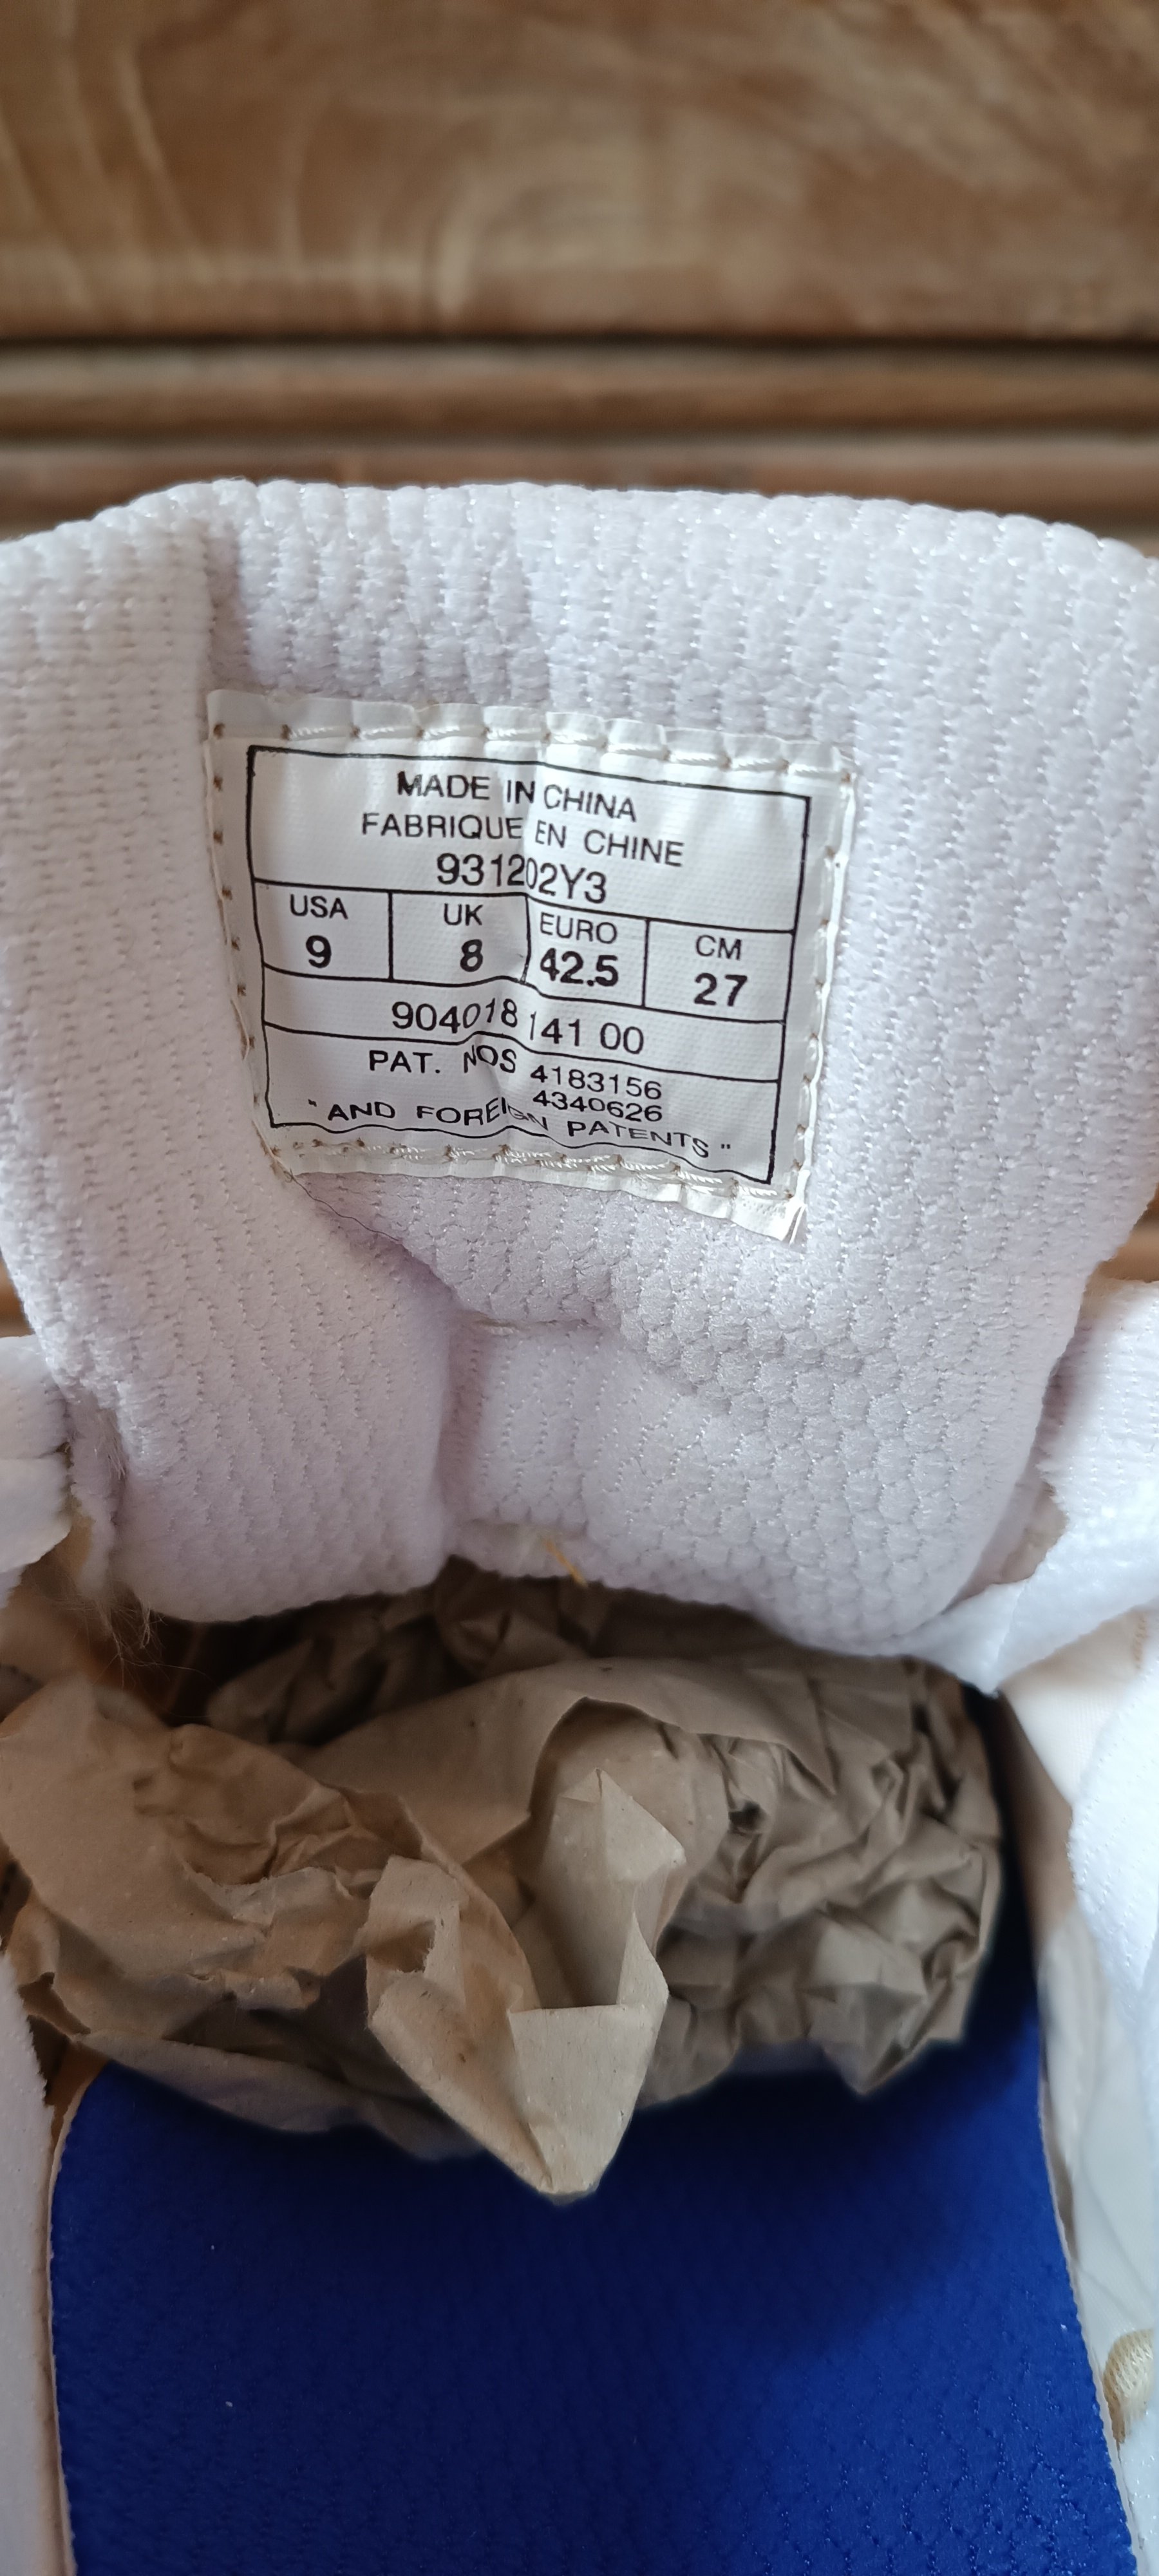 MADE IN CHINA
FABRIQUE EN CHINE
931202Y3
USA UK EURO CM
9 8 42.5 27
904018 141 00
PAT. NOS 4183156
4340626
"AND FOREIGN PATENTS"